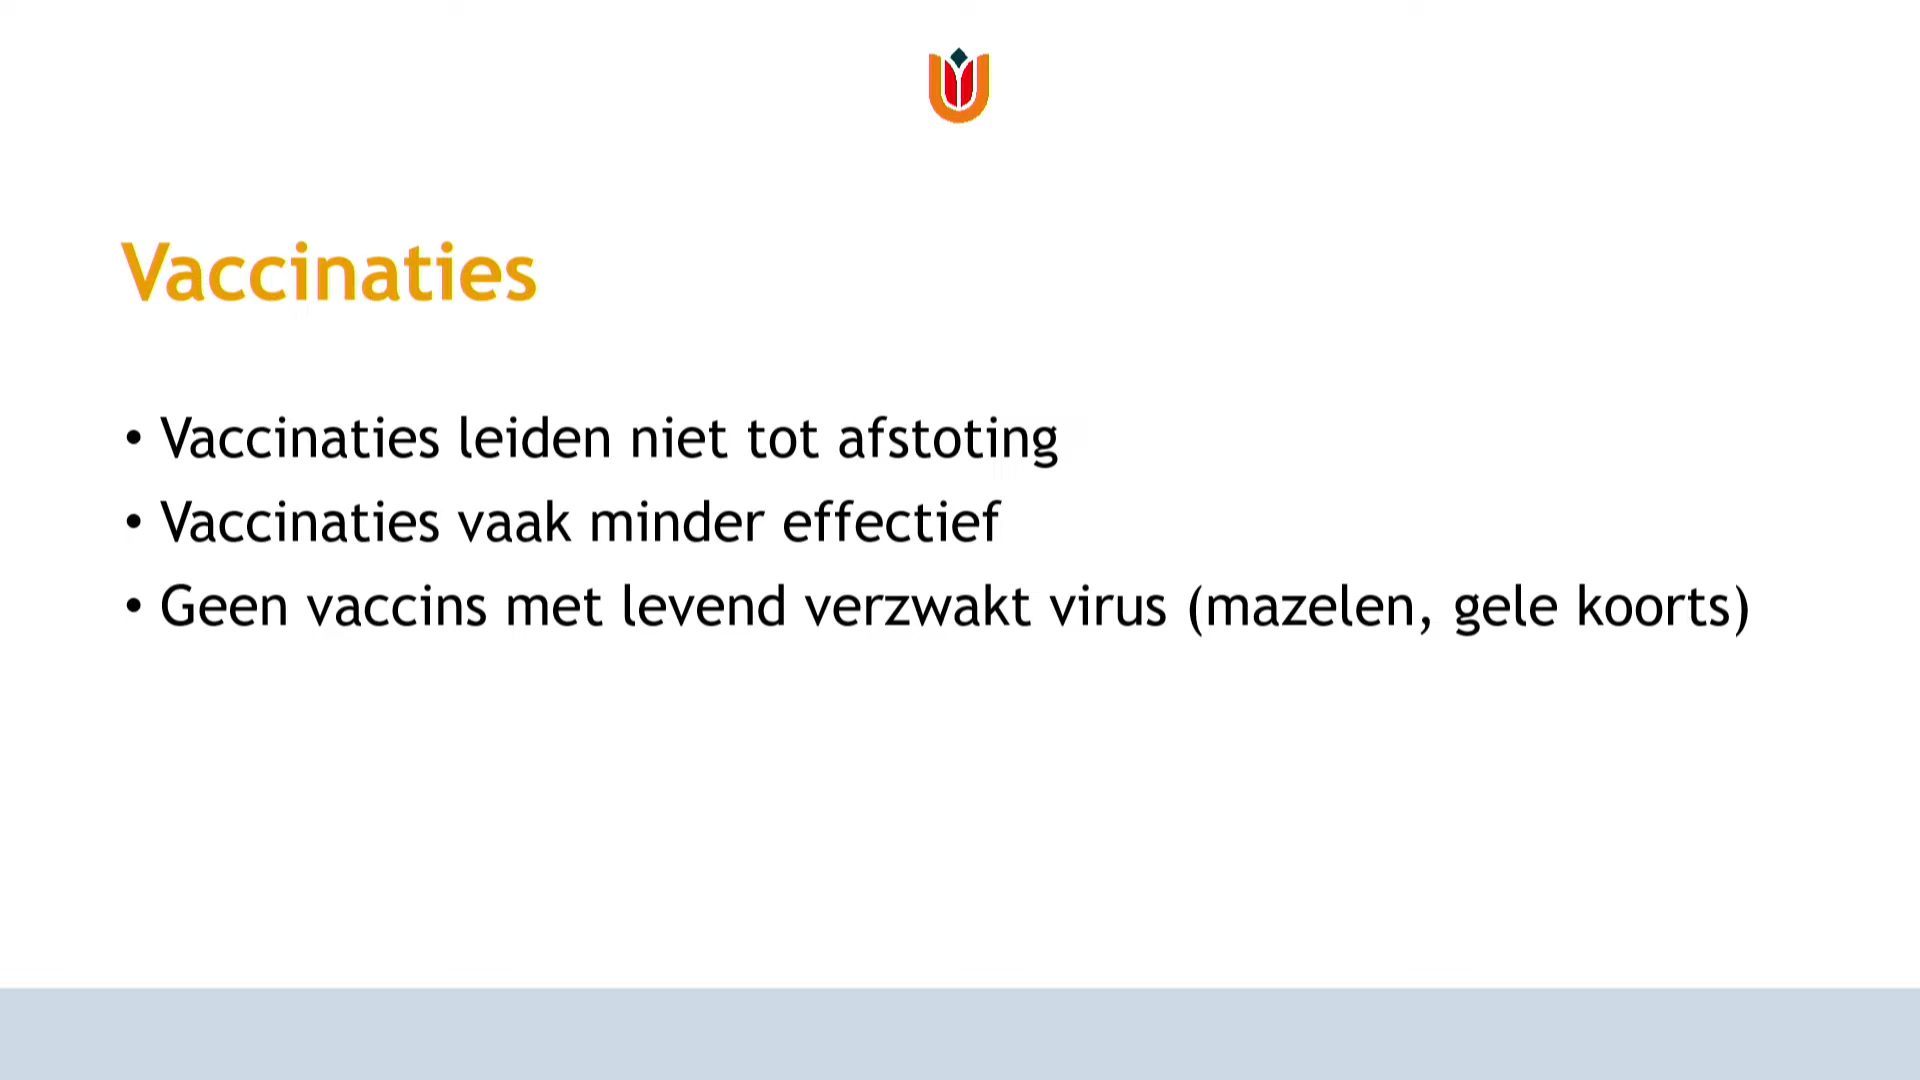 Vaccinaties
• Vaccinaties leiden niet tot afstoting
• Vaccinaties vaak minder effectief
• Geen vaccins met levend verzwakt virus (mazelen, gele koorts)